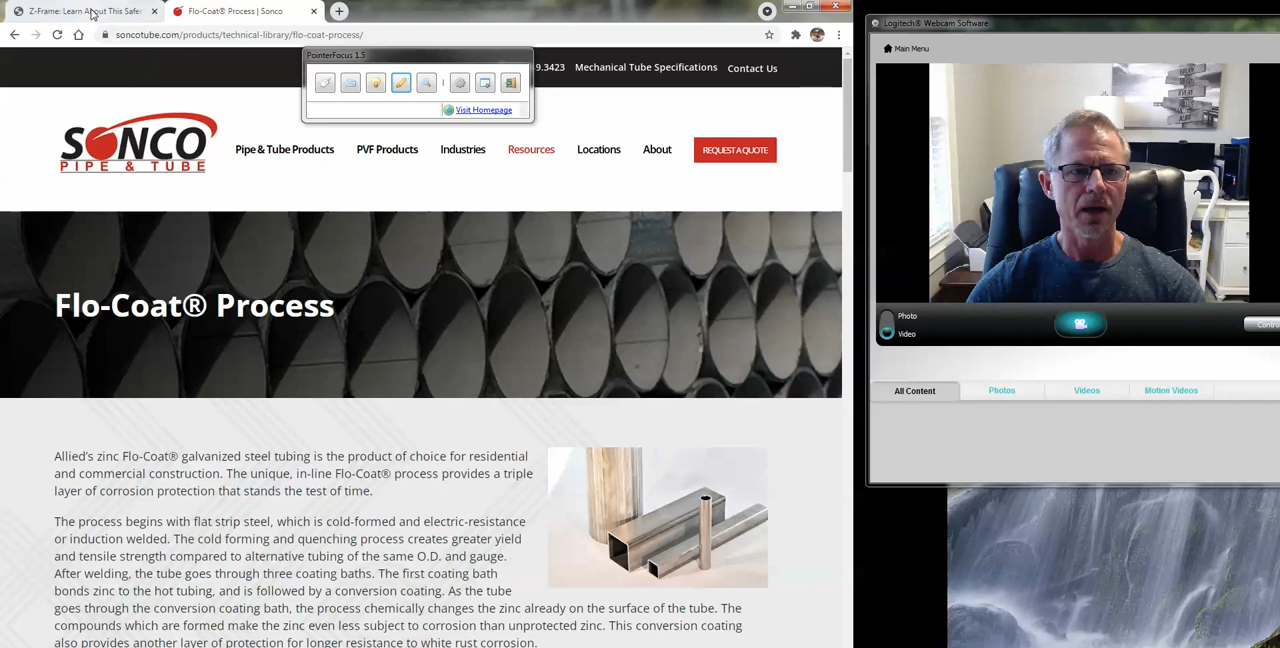 Z-Frame: Learn About This Safer
Flo-Coat® Process | Sonco
soncotube.com/products/technical-library/flo-coat-process/
PointerFocus 1.5
Visit Homepage
9.3423
Mechanical Tube Specifications
Contact Us
SONCO
PIPE & TUBE
Pipe & Tube Products
PVF Products
Industries
Resources
Locations
About
REQUEST A QUOTE
Flo-Coat® Process
Allied's zinc Flo-Coat® galvanized steel tubing is the product of choice for residential
and commercial construction. The unique, in-line Flo-Coat® process provides a triple
layer of corrosion protection that stands the test of time.
The process begins with flat strip steel, which is cold-formed and electric-resistance
or induction welded. The cold forming and quenching process creates greater yield
and tensile strength compared to alternative tubing of the same O.D. and gauge.
After welding, the tube goes through three coating baths. The first coating bath
bonds zinc to the hot tubing, and is followed by a conversion coating. As the tube
goes through the conversion coating bath, the process chemically changes the zinc already on the surface of the tube. The
compounds which are formed make the zinc even less subject to corrosion than unprotected zinc. This conversion coating
also provides another layer of protection for longer resistance to white rust corrosion.
Logitech® Webcam Software
Main Menu
Photo
Video
Contro
All Content
Photos
Videos
Motion Videos